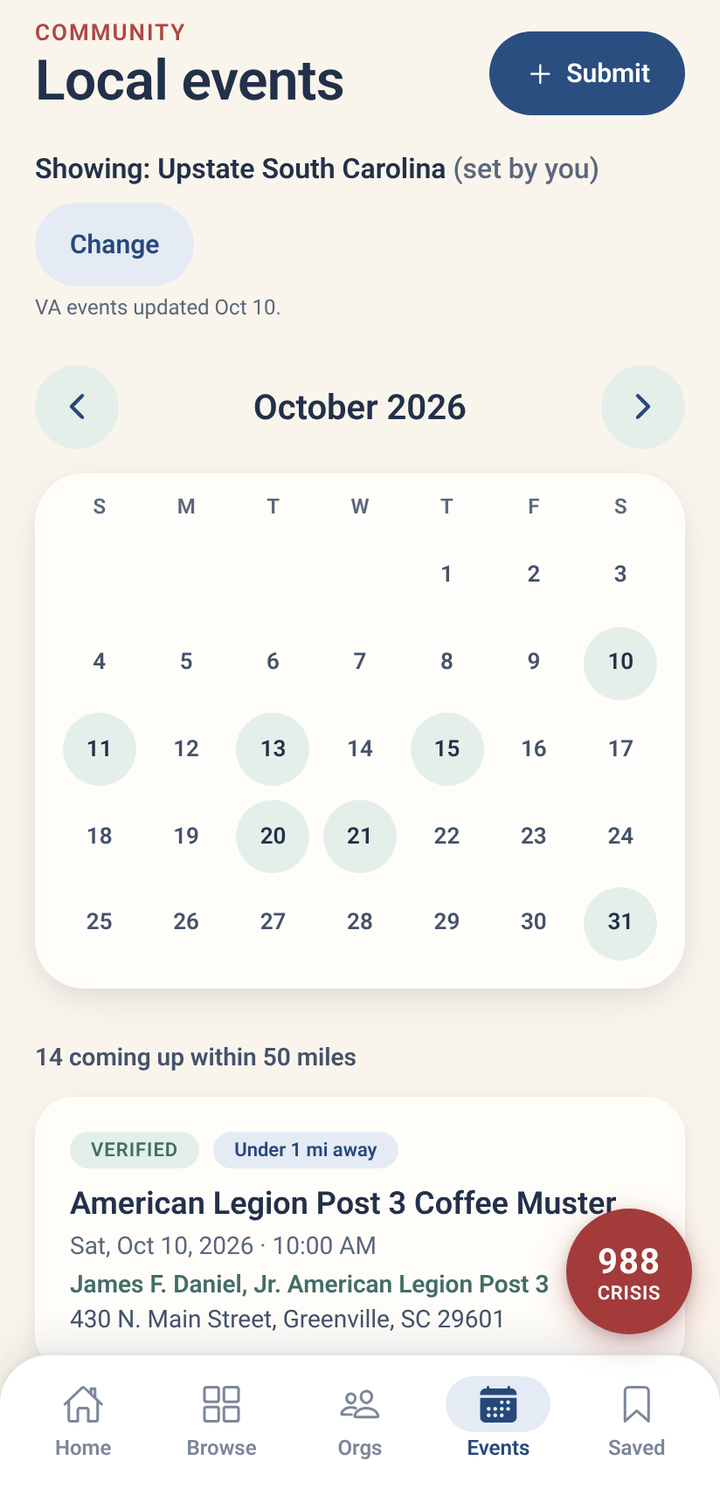 COMMUNITY
Local events
+ Submit
Showing: Upstate South Carolina (set by you)
Change
VA events updated Oct 10.
October 2026
S M T W T F S
1 2 3
4 5 6 7 8 9 10
11 12 13 14 15 16 17
18 19 20 21 22 23 24
25 26 27 28 29 30 31
14 coming up within 50 miles
VERIFIED Under 1 mi away
American Legion Post 3 Coffee Muster
Sat, Oct 10, 2026 · 10:00 AM
James F. Daniel, Jr. American Legion Post 3
430 N. Main Street, Greenville, SC 29601
988
CRISIS
Home Browse Orgs Events Saved